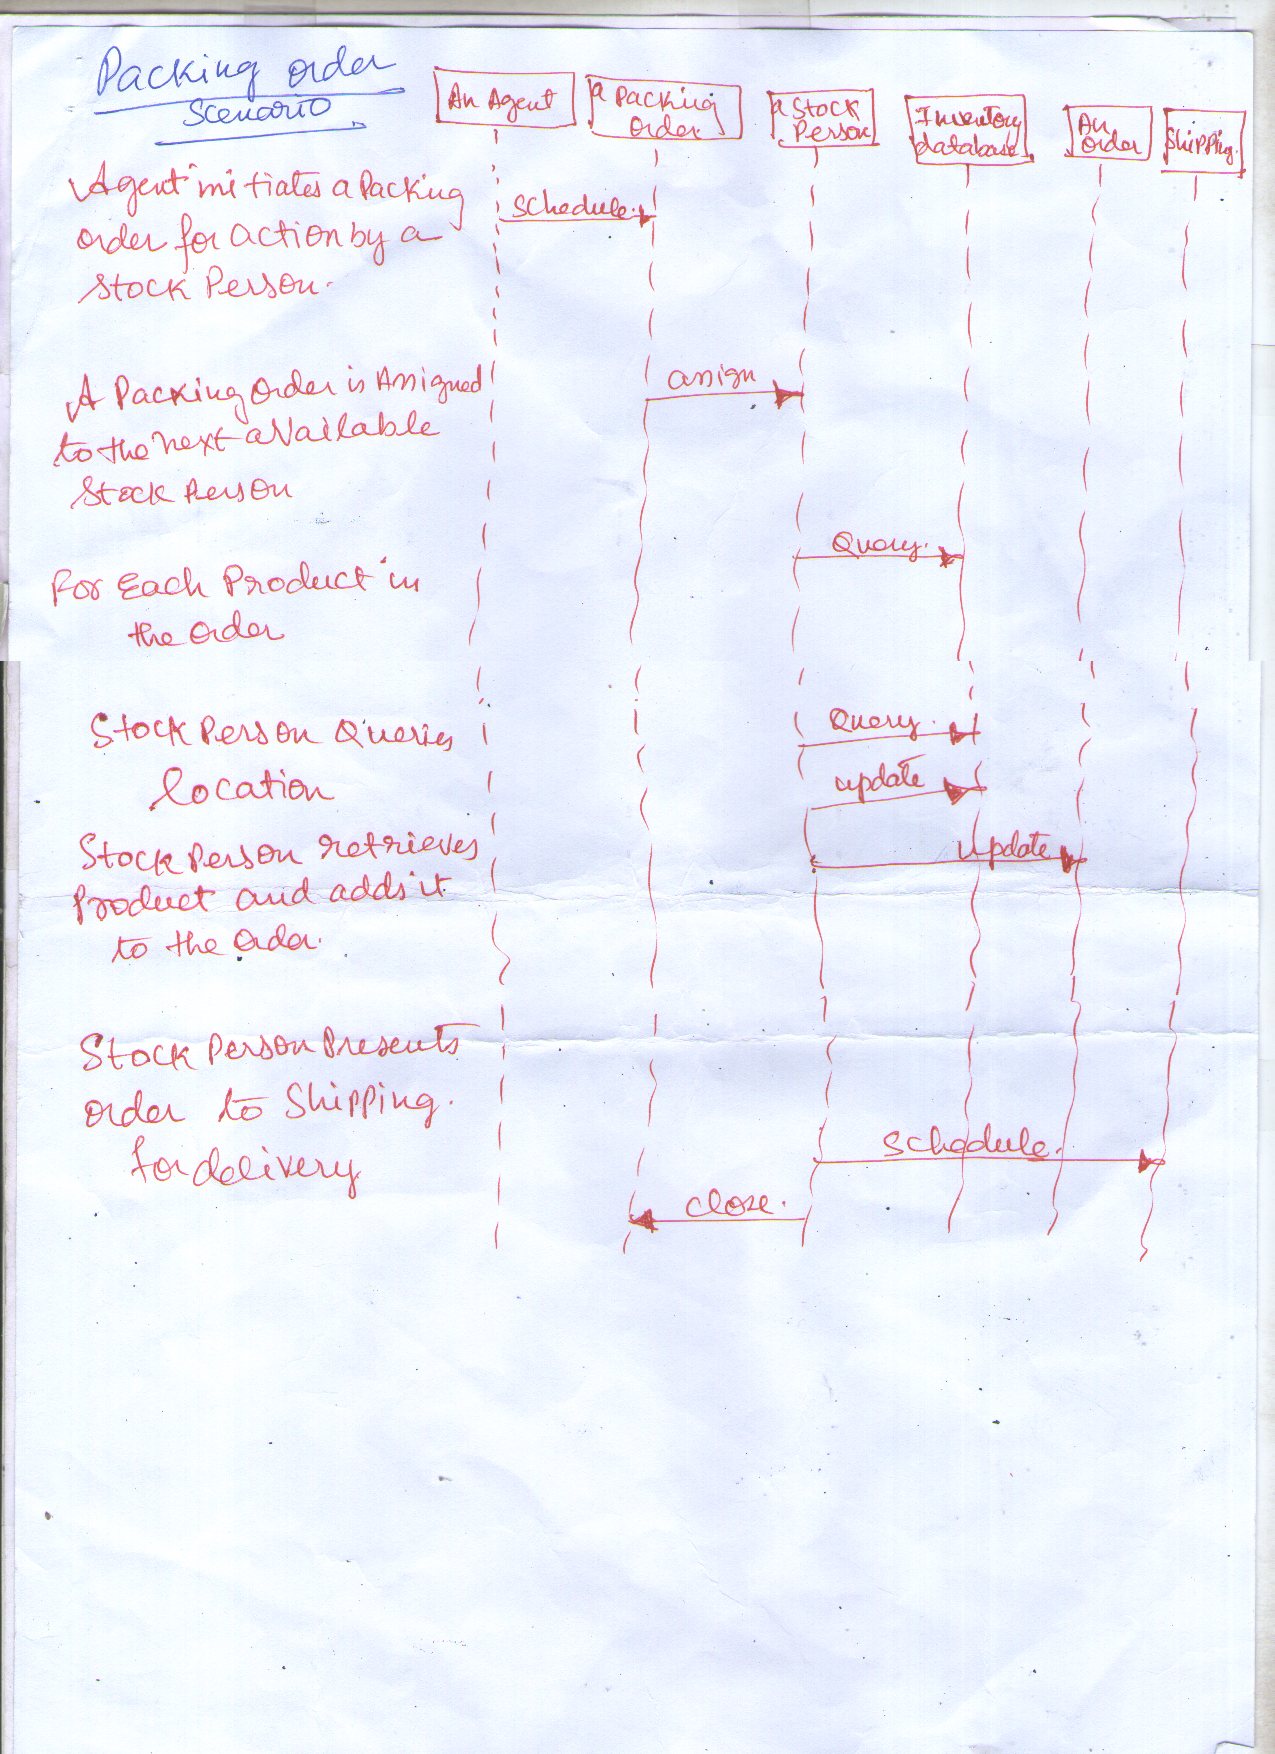 Packing order
Scenario
An Agent
a Packing
Order
a Stock
Person
Inventory
database
An
order
Shipping.
Agent initiates a Packing
order for action by a
Stock Person.
Schedule.
A Packing Order is Assigned
to the next available
Stock Person
assign
For Each Product in
the order
Query.
Stock Person Queries
location
Query.
update
Stock Person retrieves
Product and adds it
to the order.
update
Stock Person Presents
order to Shipping.
for delivery
Schedule.
Close.